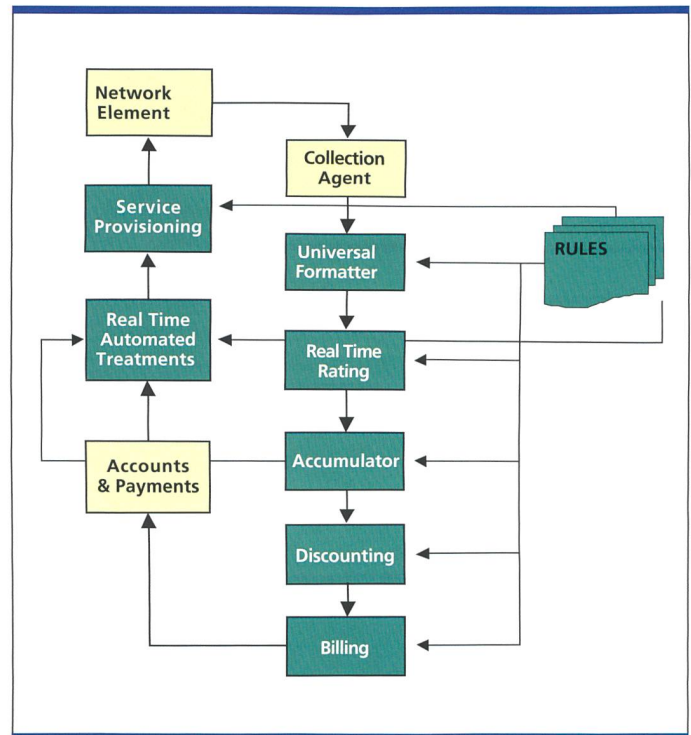 Network
Element
Collection
Agent
Service
Provisioning
Universal
Formatter
RULES
Real Time
Automated
Treatments
Real Time
Rating
Accounts
& Payments
Accumulator
Discounting
Billing